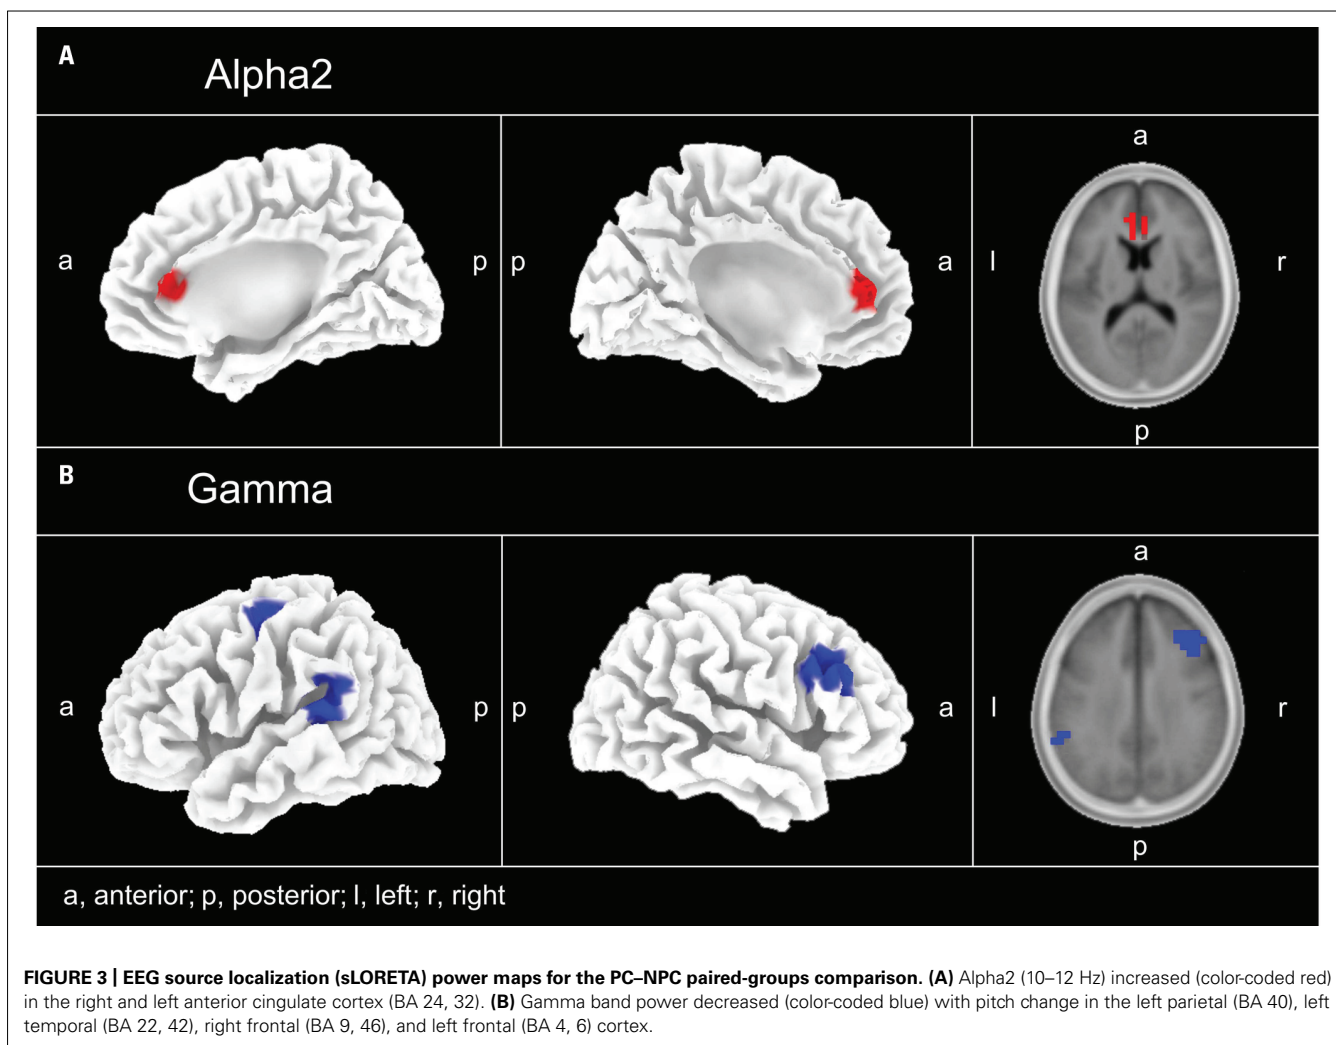 A
Alpha2
a
a p p a l r
p
B
Gamma
a
a p p a l r
p
a, anterior; p, posterior; l, left; r, right
FIGURE 3 | EEG source localization (sLORETA) power maps for the PC–NPC paired-groups comparison. (A) Alpha2 (10–12 Hz) increased (color-coded red)
in the right and left anterior cingulate cortex (BA 24, 32). (B) Gamma band power decreased (color-coded blue) with pitch change in the left parietal (BA 40), left
temporal (BA 22, 42), right frontal (BA 9, 46), and left frontal (BA 4, 6) cortex.